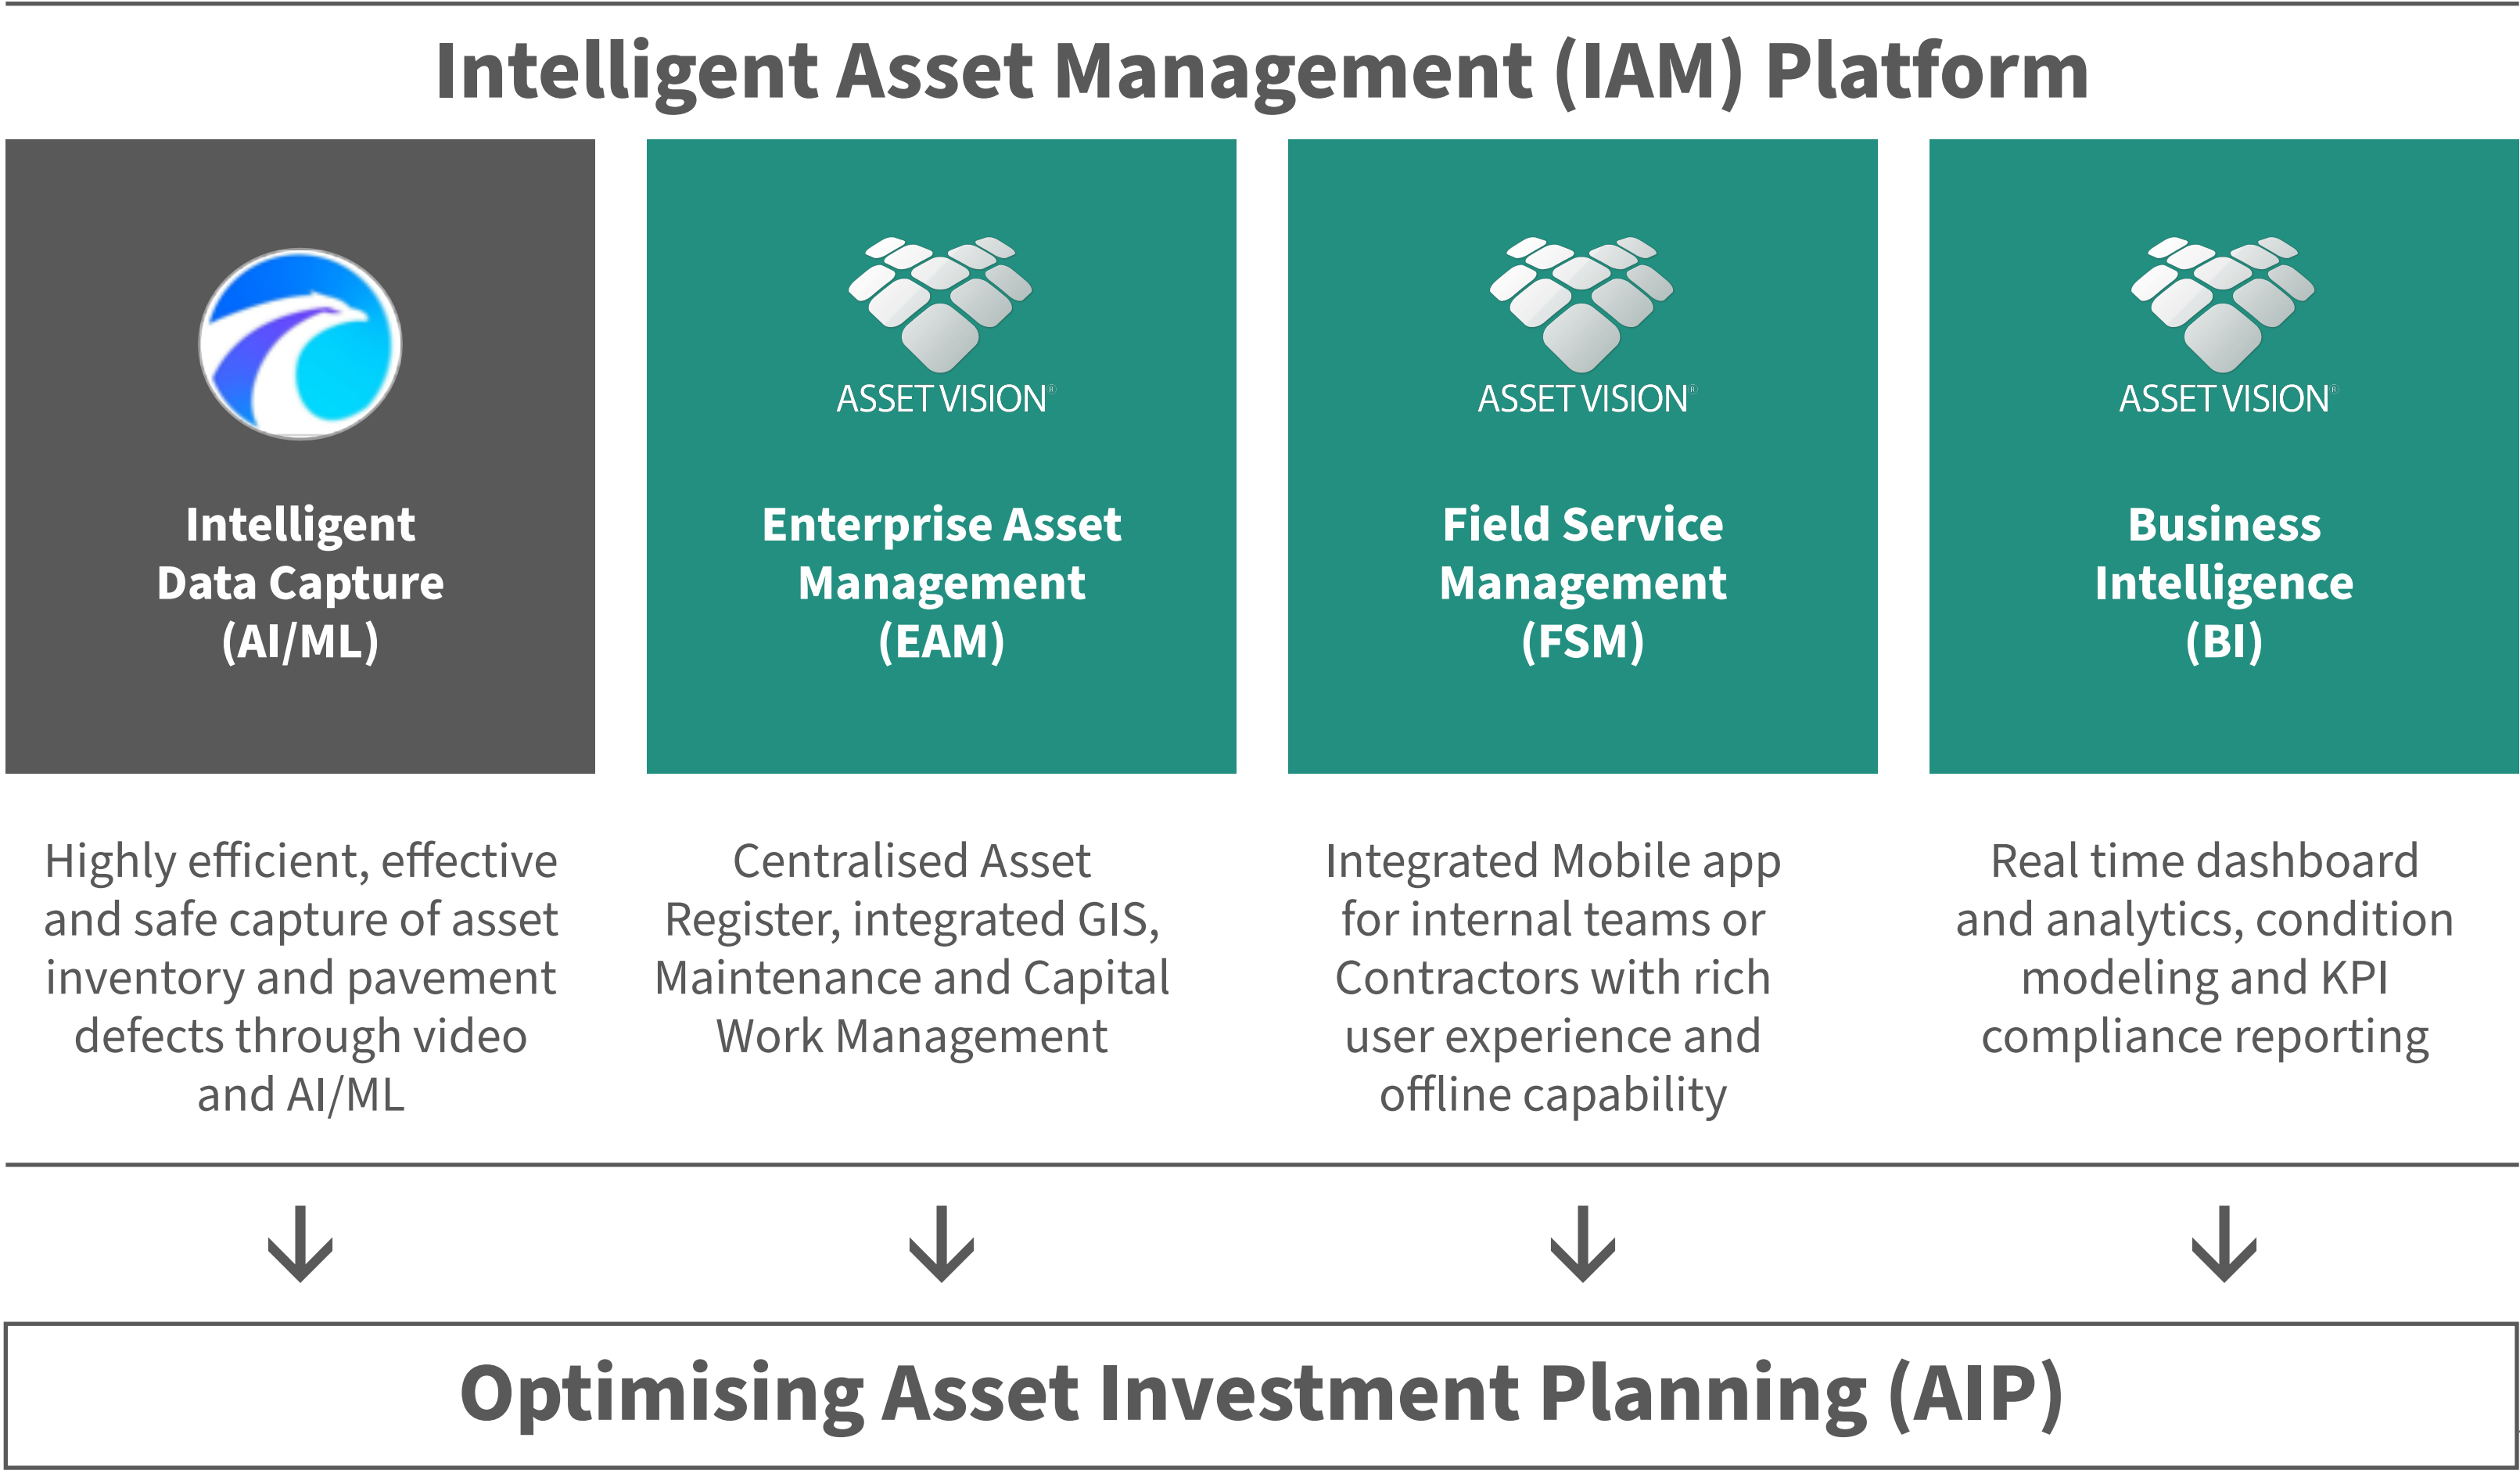 Intelligent Asset Management (IAM) Platform
ASSET VISION®
ASSET VISION®
ASSET VISION®
Intelligent
Data Capture
(AI/ML)
Enterprise Asset
Management
(EAM)
Field Service
Management
(FSM)
Business
Intelligence
(BI)
Highly efficient, effective
and safe capture of asset
inventory and pavement
defects through video
and AI/ML
Centralised Asset
Register, integrated GIS,
Maintenance and Capital
Work Management
Integrated Mobile app
for internal teams or
Contractors with rich
user experience and
offline capability
Real time dashboard
and analytics, condition
modeling and KPI
compliance reporting
Optimising Asset Investment Planning (AIP)